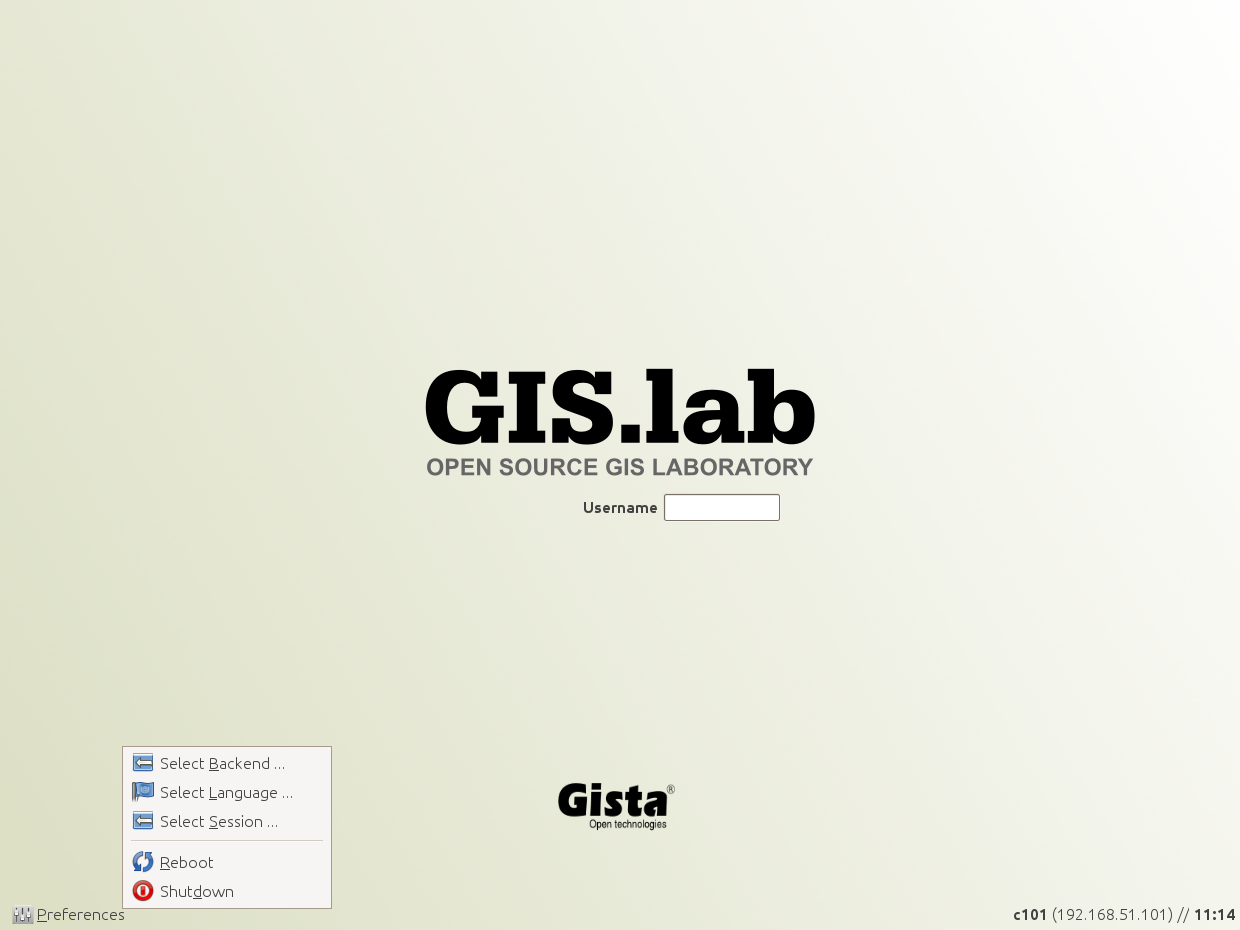 GIS.lab
OPEN SOURCE GIS LABORATORY
Username
Select Backend ...
Select Language ...
Select Session ...
Reboot
Shutdown
Gista®
Open technologies
Preferences
c101 (192.168.51.101) // 11:14